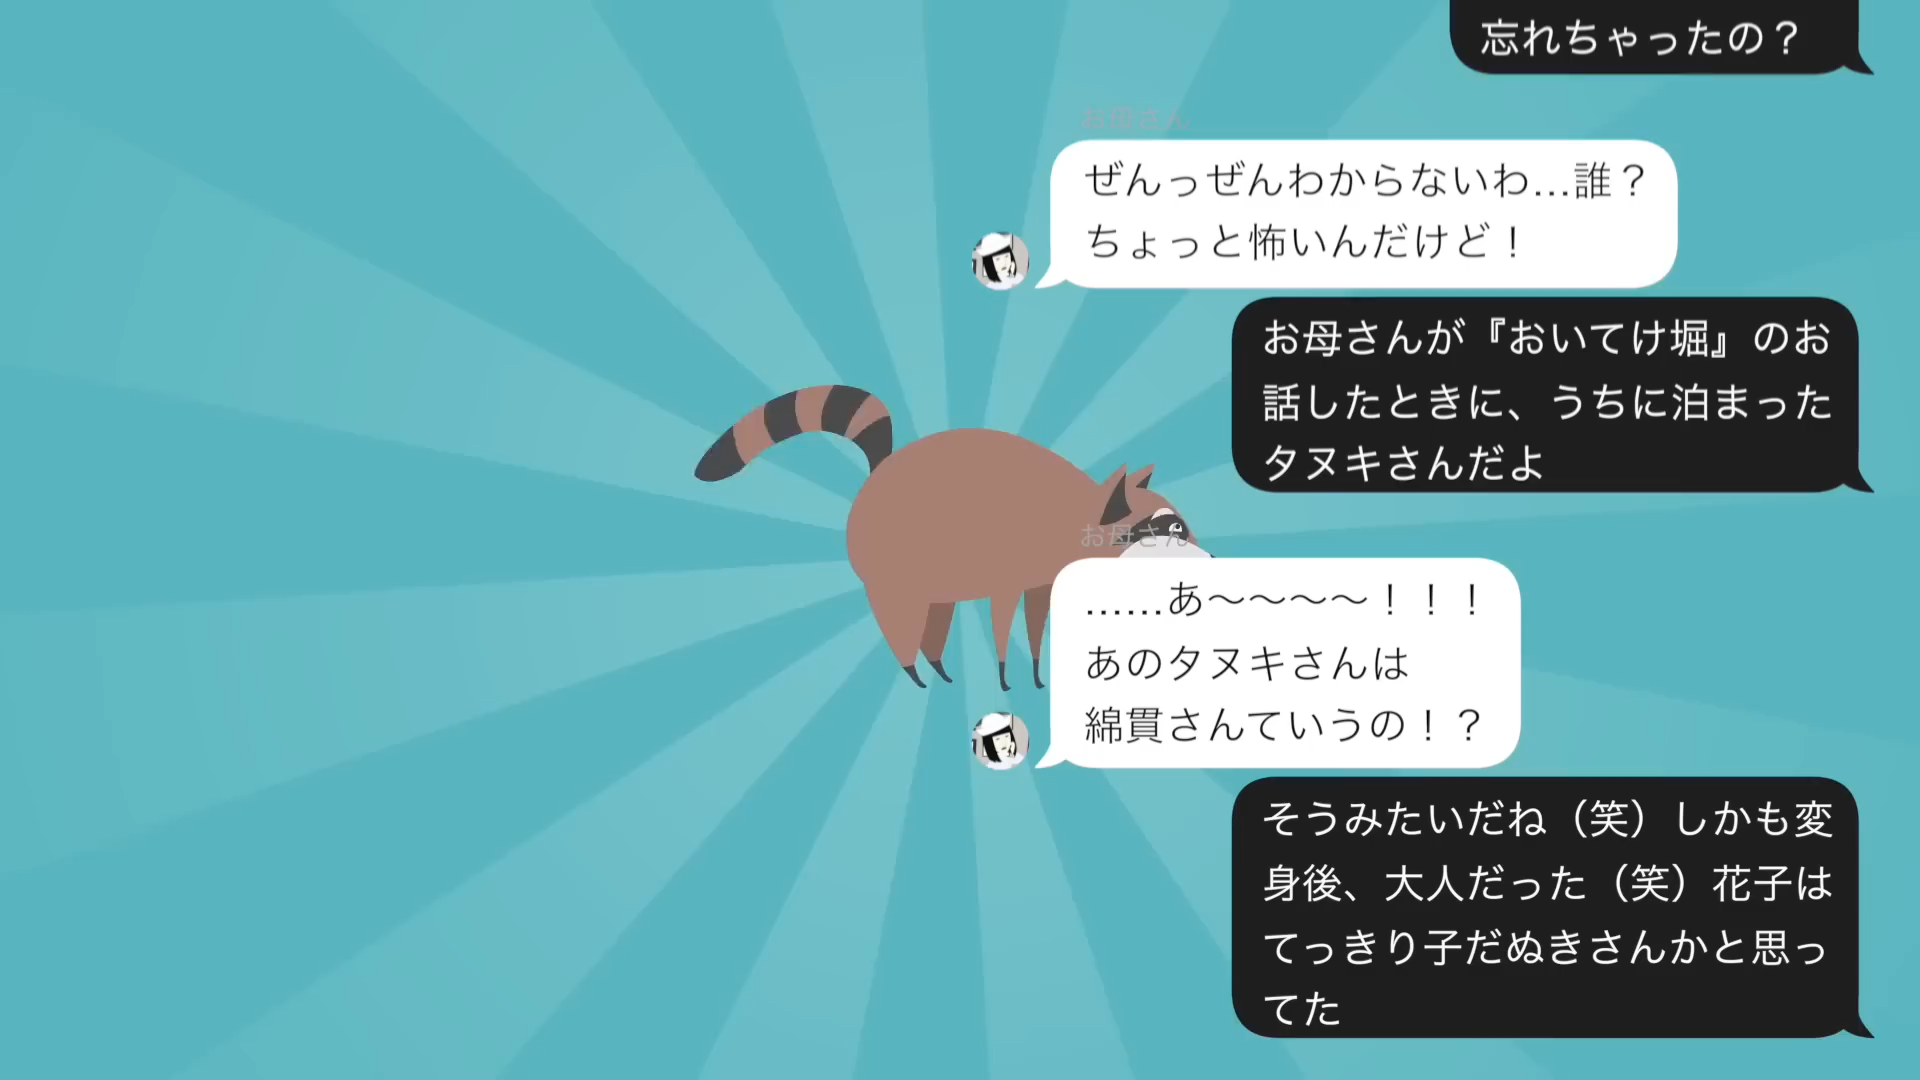 忘れちゃったの？
お母さん
ぜんっぜんわからないわ…誰？
ちょっと怖いんだけど！
お母さんが『おいてけ堀』のお
話したときに、うちに泊まった
タヌキさんだよ
お母さん
……あ〜〜〜〜！！！
あのタヌキさんは
綿貫さんていうの！？
そうみたいだね（笑）しかも変
身後、大人だった（笑）花子は
てっきり子だぬきさんかと思っ
てた